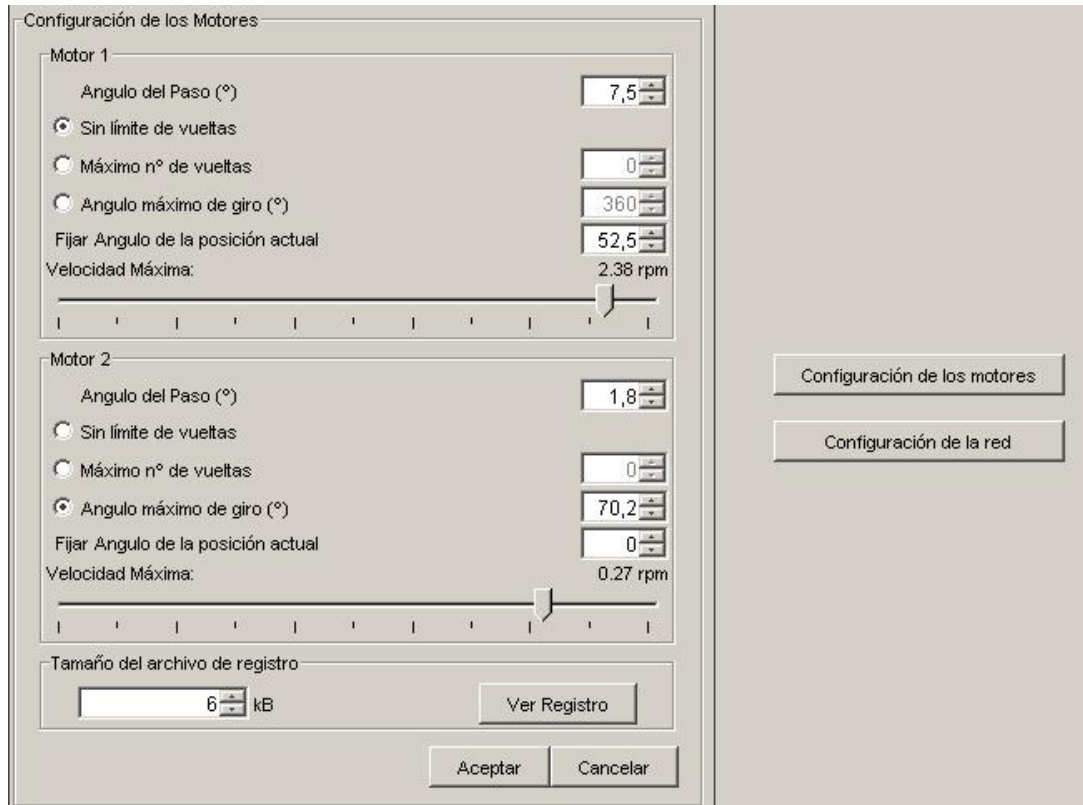 Configuración de los Motores
Motor 1
Angulo del Paso (º) 7,5
Sin límite de vueltas
Máximo nº de vueltas 0
Angulo máximo de giro (º) 360
Fijar Angulo de la posición actual 52,5
Velocidad Máxima: 2.38 rpm
Motor 2
Angulo del Paso (º) 1,8
Sin límite de vueltas
Máximo nº de vueltas 0
Angulo máximo de giro (º) 70,2
Fijar Angulo de la posición actual 0
Velocidad Máxima: 0.27 rpm
Tamaño del archivo de registro
6 kB Ver Registro
Aceptar Cancelar
Configuración de los motores
Configuración de la red